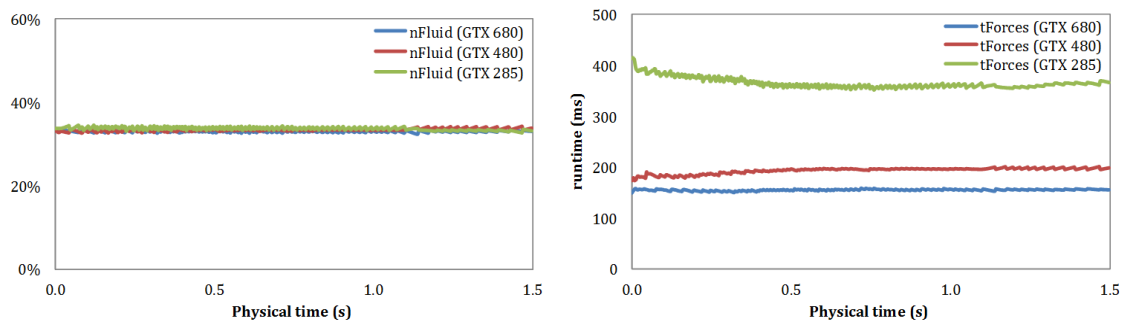 60%
40%
20%
0%
nFluid (GTX 680)
nFluid (GTX 480)
nFluid (GTX 285)
0.0 0.5 1.0 1.5
Physical time (s)
500
400
300
200
100
0
runtime (ms)
tForces (GTX 680)
tForces (GTX 480)
tForces (GTX 285)
0.0 0.5 1.0 1.5
Physical time (s)